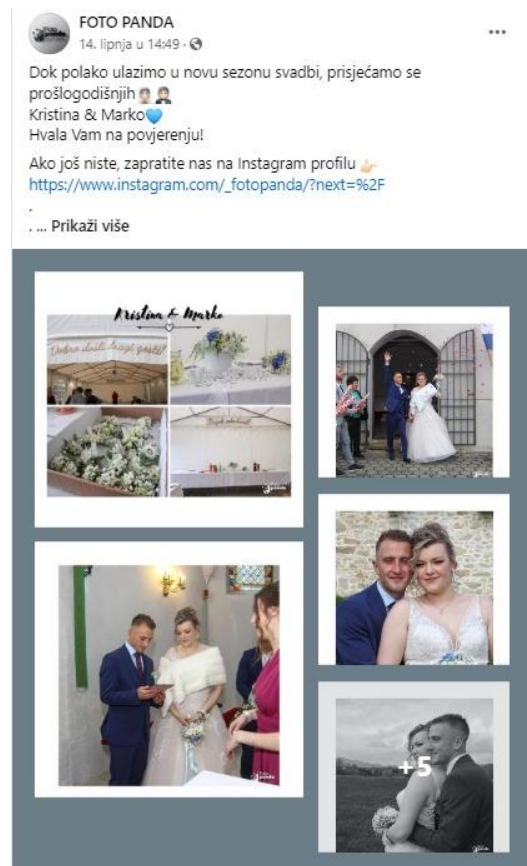 FOTO PANDA
14. lipnja u 14:49 ·
Dok polako ulazimo u novu sezonu svadbi, prisjećamo se
prošlogodišnjih
Kristina & Marko💙
Hvala Vam na povjerenju!
Ako još niste, zapratite nas na Instagram profilu 👉🏻
https://www.instagram.com/_fotopanda/?next=%2F
.
. ... Prikaži više
Kristina & Marko
Dobro došli dragi gosti!
+5